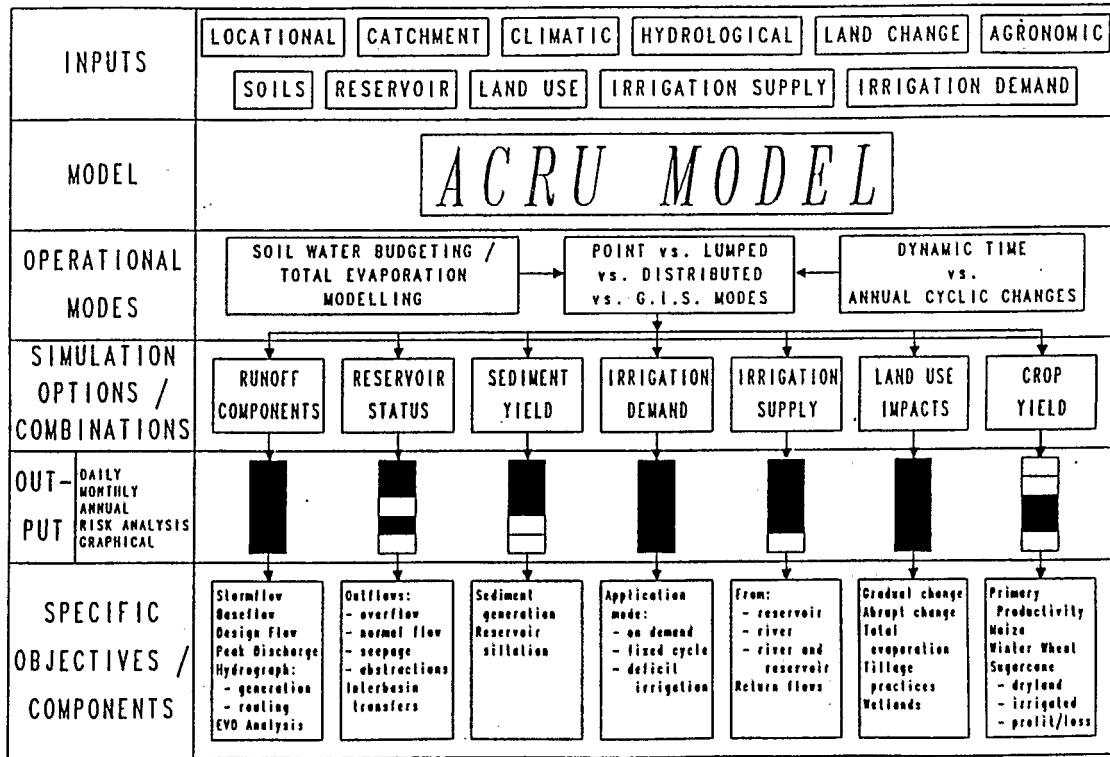 INPUTS
LOCATIONAL CATCHMENT CLIMATIC HYDROLOGICAL LAND CHANGE AGRONOMIC
SOILS RESERVOIR LAND USE IRRIGATION SUPPLY IRRIGATION DEMAND
MODEL
ACRU MODEL
OPERATIONAL
MODES
SOIL WATER BUDGETING /
TOTAL EVAPORATION
MODELLING
POINT vs. LUMPED
vs. DISTRIBUTED
vs. G.I.S. MODES
DYNAMIC TIME
vs.
ANNUAL CYCLIC CHANGES
SIMULATION
OPTIONS /
COMBINATIONS
RUNOFF
COMPONENTS
RESERVOIR
STATUS
SEDIMENT
YIELD
IRRIGATION
DEMAND
IRRIGATION
SUPPLY
LAND USE
IMPACTS
CROP
YIELD
OUT-
PUT
DAILY
MONTHLY
ANNUAL
RISK ANALYSIS
GRAPHICAL
SPECIFIC
OBJECTIVES /
COMPONENTS
Stormflow
Baseflow
Design Flow
Peak Discharge
Hydrograph:
- generation
- routing
EVD Analysis
Outflows:
- overflow
- normal flow
- seepage
- abstractions
Interbasin
transfers
Sediment
generation
Reservoir
siltation
Application
mode:
- on demand
- fixed cycle
- deficit
irrigation
From:
- reservoir
- river
- river and
reservoir
Return flows
Gradual change
Abrupt change
Total
evaporation
Tillage
practices
Wetlands
Primary
Productivity
Maize
Winter Wheat
Sugarcane
- dryland
- irrigated
- profit/loss